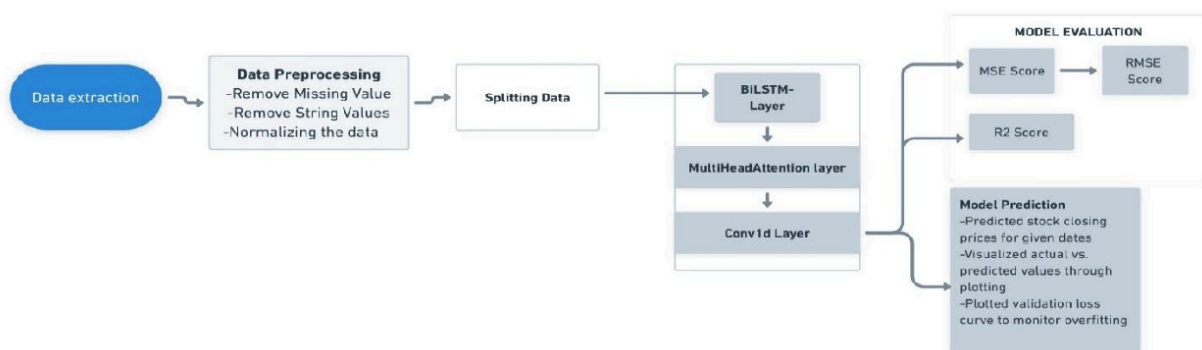 Data extraction
Data Preprocessing
-Remove Missing Value
-Remove String Values
-Normalizing the data
Splitting Data
BiLSTM-
Layer
MultiHeadAttention layer
Conv1d Layer
MODEL EVALUATION
MSE Score
RMSE
Score
R2 Score
Model Prediction
-Predicted stock closing
prices for given dates
-Visualized actual vs.
predicted values through
plotting
-Plotted validation loss
curve to monitor overfitting